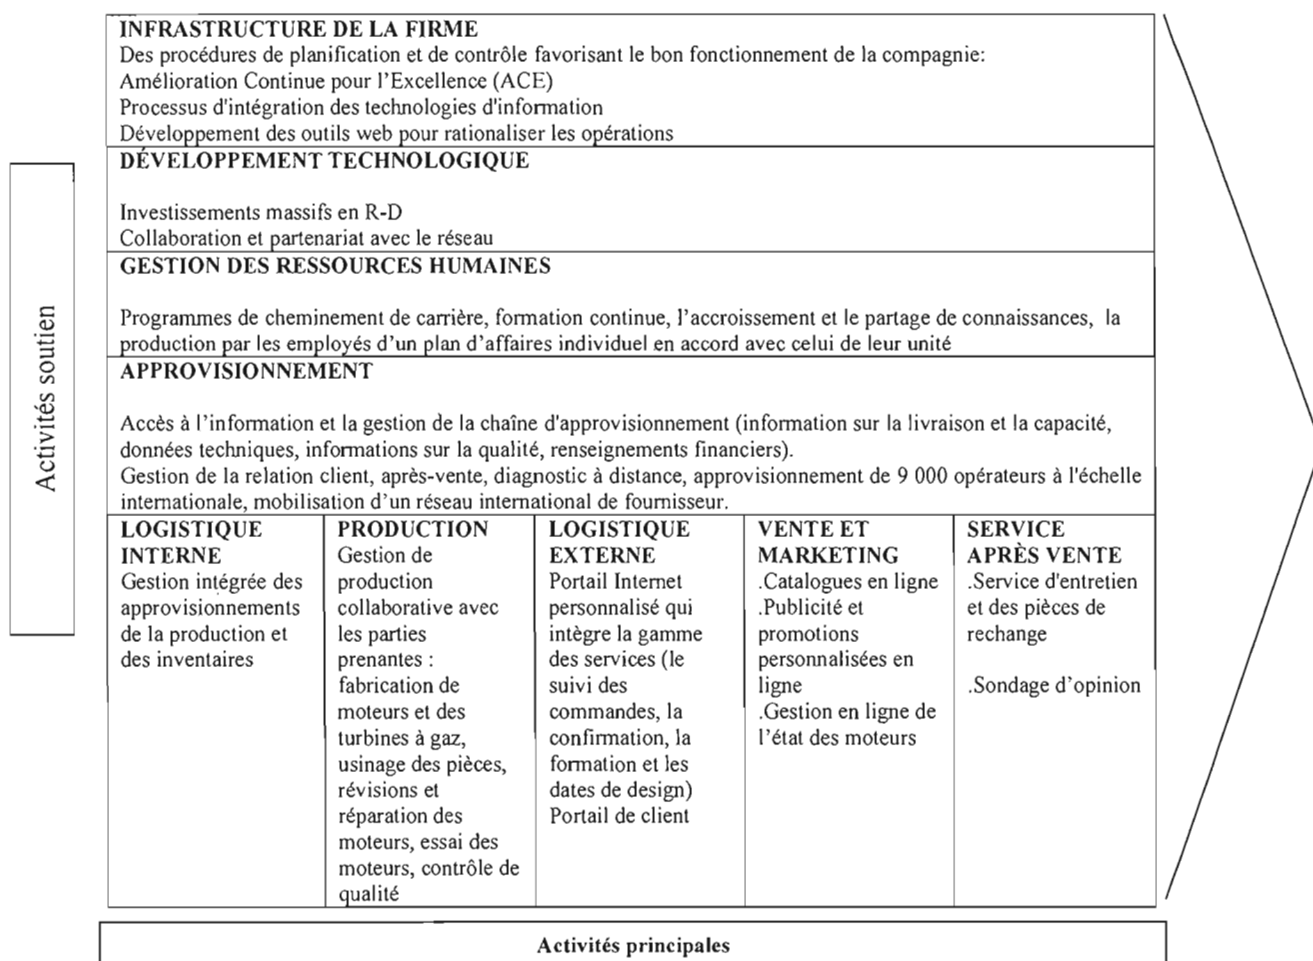 INFRASTRUCTURE DE LA FIRME
Des procédures de planification et de contrôle favorisant le bon fonctionnement de la compagnie:
Amélioration Continue pour l'Excellence (ACE)
Processus d'intégration des technologies d'information
Développement des outils web pour rationaliser les opérations
DÉVELOPPEMENT TECHNOLOGIQUE
Investissements massifs en R-D
Collaboration et partenariat avec le réseau
GESTION DES RESSOURCES HUMAINES
Programmes de cheminement de carrière, formation continue, l'accroissement et le partage de connaissances, la
production par les employés d'un plan d'affaires individuel en accord avec celui de leur unité
APPROVISIONNEMENT
Accès à l'information et la gestion de la chaîne d'approvisionnement (information sur la livraison et la capacité,
données techniques, informations sur la qualité, renseignements financiers).
Gestion de la relation client, après-vente, diagnostic à distance, approvisionnement de 9 000 opérateurs à l'échelle
internationale, mobilisation d'un réseau international de fournisseur.
Activités soutien
LOGISTIQUE
INTERNE
Gestion intégrée des
approvisionnements
de la production et
des inventaires
PRODUCTION
Gestion de
production
collaborative avec
les parties
prenantes :
fabrication de
moteurs et des
turbines à gaz,
usinage des pièces,
révisions et
réparation des
moteurs, essai des
moteurs, contrôle de
qualité
LOGISTIQUE
EXTERNE
Portail Internet
personnalisé qui
intègre la gamme
des services (le
suivi des
commandes, la
confirmation, la
formation et les
dates de design)
Portail de client
VENTE ET
MARKETING
.Catalogues en ligne
.Publicité et
promotions
personnalisées en
ligne
.Gestion en ligne de
l'état des moteurs
SERVICE
APRÈS VENTE
.Service d'entretien
et des pièces de
rechange
.Sondage d'opinion
Activités principales